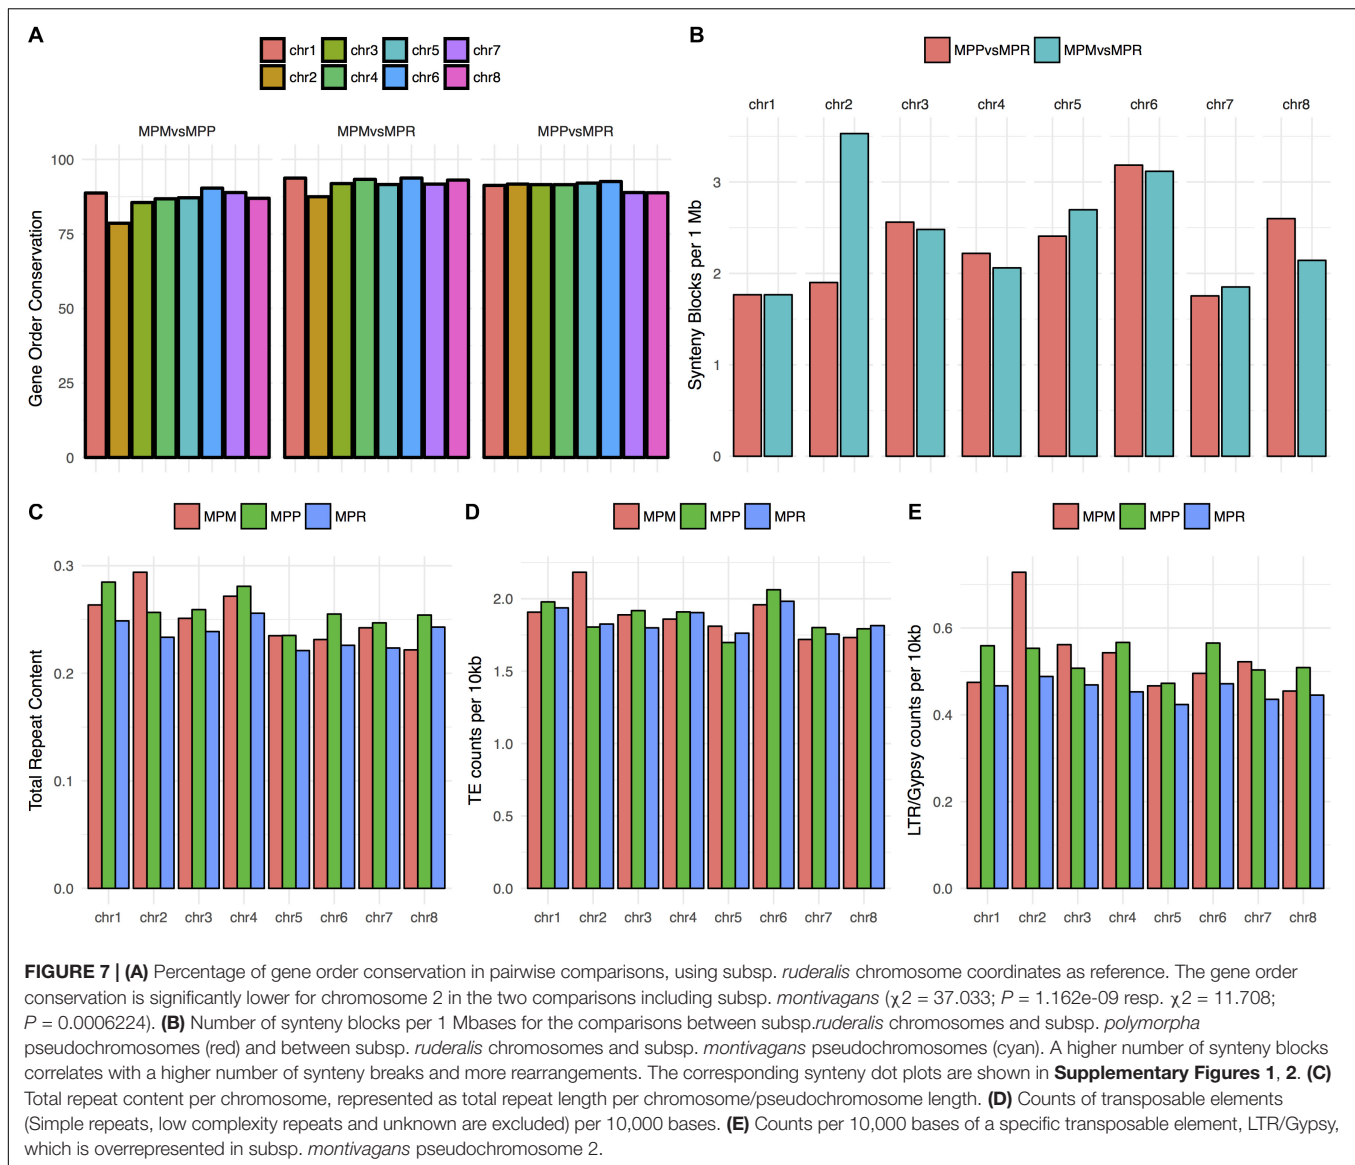 A
chr1 chr3 chr5 chr7
chr2 chr4 chr6 chr8
MPMvsMPP MPMvsMPR MPPvsMPR
Gene Order Conservation
100
75
50
25
0
B
MPPvsMPR MPMvsMPR
chr1 chr2 chr3 chr4 chr5 chr6 chr7 chr8
Synteny Blocks per 1 Mb
3
2
1
0
C
MPM MPP MPR
Total Repeat Content
0.3
0.2
0.1
0.0
chr1 chr2 chr3 chr4 chr5 chr6 chr7 chr8
D
MPM MPP MPR
TE counts per 10kb
2.0
1.5
1.0
0.5
0.0
chr1 chr2 chr3 chr4 chr5 chr6 chr7 chr8
E
MPM MPP MPR
LTR/Gypsy counts per 10kb
0.6
0.4
0.2
0.0
chr1 chr2 chr3 chr4 chr5 chr6 chr7 chr8
FIGURE 7 | (A) Percentage of gene order conservation in pairwise comparisons, using subsp. ruderalis chromosome coordinates as reference. The gene order
conservation is significantly lower for chromosome 2 in the two comparisons including subsp. montivagans (χ2 = 37.033; P = 1.162e-09 resp. χ2 = 11.708;
P = 0.0006224). (B) Number of synteny blocks per 1 Mbases for the comparisons between subsp.ruderalis chromosomes and subsp. polymorpha
pseudochromosomes (red) and between subsp. ruderalis chromosomes and subsp. montivagans pseudochromosomes (cyan). A higher number of synteny blocks
correlates with a higher number of synteny breaks and more rearrangements. The corresponding synteny dot plots are shown in Supplementary Figures 1, 2. (C)
Total repeat content per chromosome, represented as total repeat length per chromosome/pseudochromosome length. (D) Counts of transposable elements
(Simple repeats, low complexity repeats and unknown are excluded) per 10,000 bases. (E) Counts per 10,000 bases of a specific transposable element, LTR/Gypsy,
which is overrepresented in subsp. montivagans pseudochromosome 2.